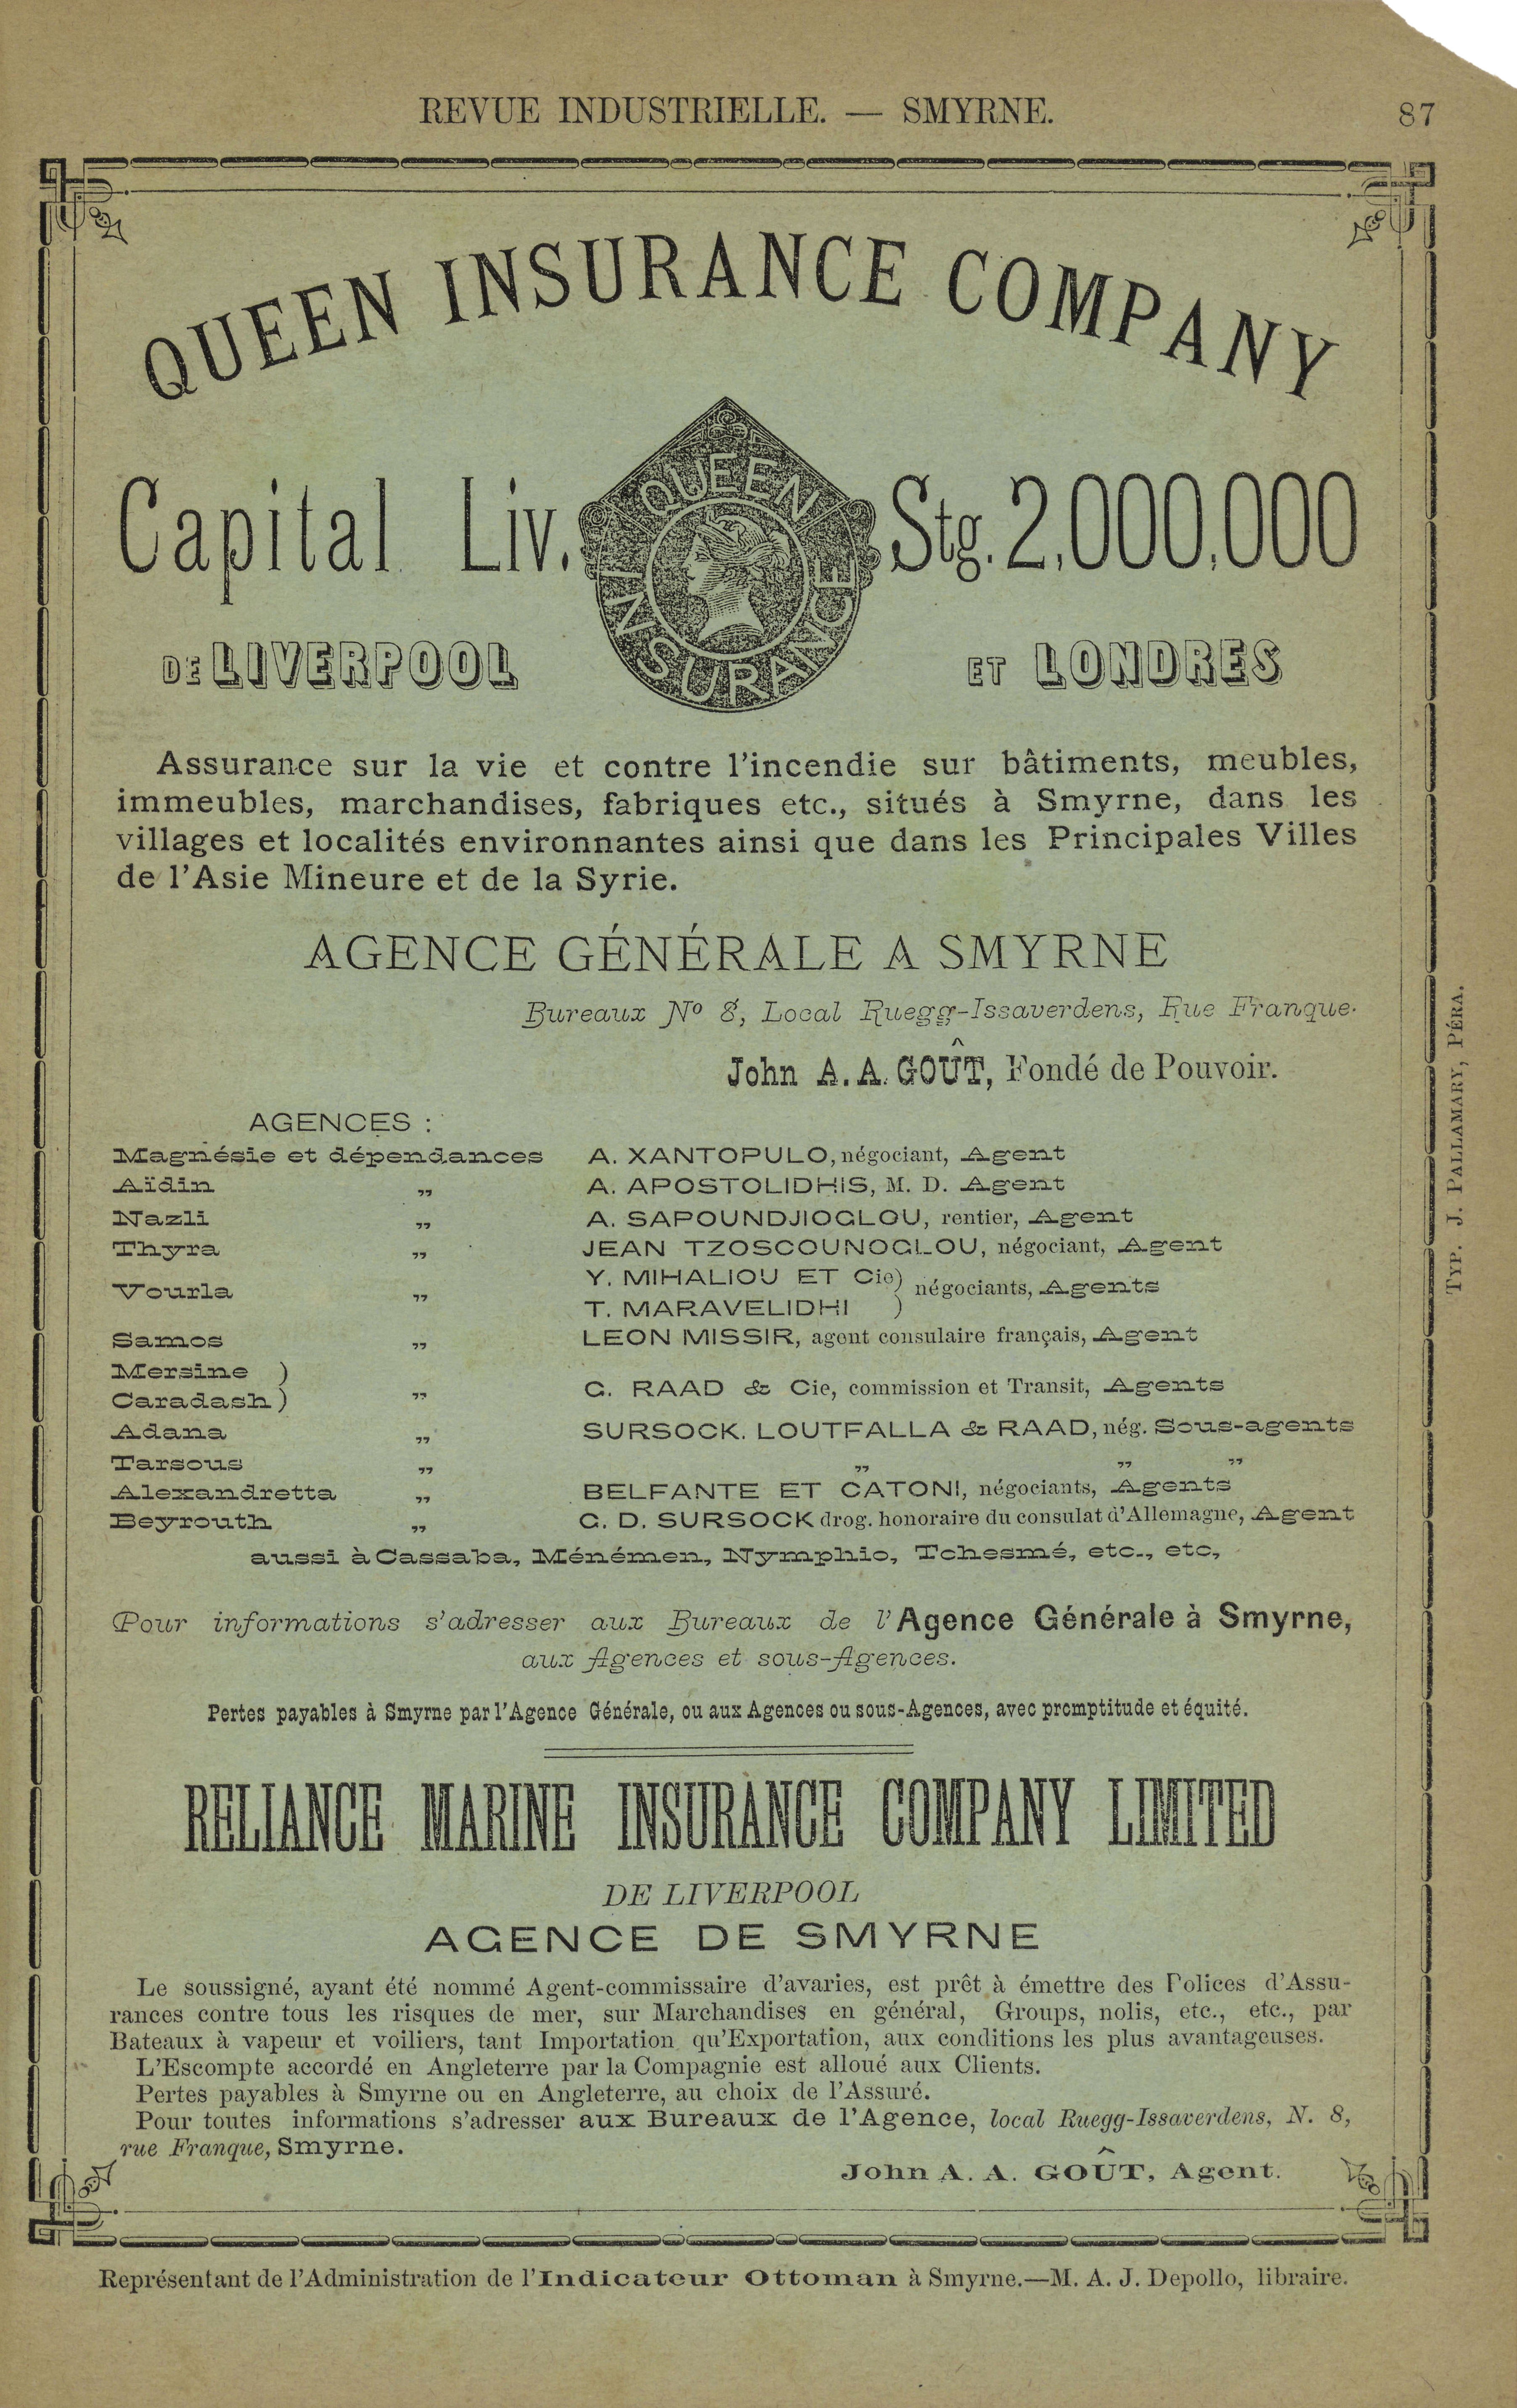 REVUE INDUSTRIELLE. — SMYRNE.
87
QUEEN INSURANCE COMPANY
Capital Liv. Stg. 2,000,000
QUEEN INSURANCE
DE LIVERPOOL ET LONDRES
Assurance sur la vie et contre l'incendie sur bâtiments, meubles,
immeubles, marchandises, fabriques etc., situés à Smyrne, dans les
villages et localités environnantes ainsi que dans les Principales Villes
de l'Asie Mineure et de la Syrie.
AGENCE GÉNÉRALE A SMYRNE
Bureaux Nº 8, Local Ruegg-Issaverdens, Rue Franque.
John A. A. GOÛT, Fondé de Pouvoir.
AGENCES :
Magnésie et dépendances A. XANTOPULO, négociant, Agent
Aïdin „ A. APOSTOLIDHIS, M. D. Agent
Nazli „ A. SAPOUNDJIOGLOU, rentier, Agent
Thyra „ JEAN TZOSCOUNOGLOU, négociant, Agent
Vourla „ Y. MIHALIOU ET Cie) négociants, Agents
T. MARAVELIDHI )
Samos „ LEON MISSIR, agent consulaire français, Agent
Mersine )
Caradash ) „ G. RAAD & Cie, commission et Transit, Agents
Adana „ SURSOCK. LOUTFALLA & RAAD, nég. Sous-agents
Tarsous „ „ „ „
Alexandretta „ BELFANTE ET CATONI, négociants, Agents
Beyrouth „ G. D. SURSOCK drog. honoraire du consulat d'Allemagne, Agent
aussi à Cassaba, Ménémen, Nymphio, Tchesmé, etc., etc,
Pour informations s'adresser aux Bureaux de l'Agence Générale à Smyrne,
aux Agences et sous-Agences.
Pertes payables à Smyrne par l'Agence Générale, ou aux Agences ou sous-Agences, avec promptitude et équité.
RELIANCE MARINE INSURANCE COMPANY LIMITED
DE LIVERPOOL
AGENCE DE SMYRNE
Le soussigné, ayant été nommé Agent-commissaire d'avaries, est prêt à émettre des Polices d'Assu-
rances contre tous les risques de mer, sur Marchandises en général, Groups, nolis, etc., etc., par
Bateaux à vapeur et voiliers, tant Importation qu'Exportation, aux conditions les plus avantageuses.
L'Escompte accordé en Angleterre par la Compagnie est alloué aux Clients.
Pertes payables à Smyrne ou en Angleterre, au choix de l'Assuré.
Pour toutes informations s'adresser aux Bureaux de l'Agence, local Ruegg-Issaverdens, N. 8,
rue Franque, Smyrne.
John A. A. GOÛT, Agent.
Représentant de l'Administration de l'Indicateur Ottoman à Smyrne.—M. A. J. Depollo, libraire.
TYP. J. PALLAMARY, PÉRA.